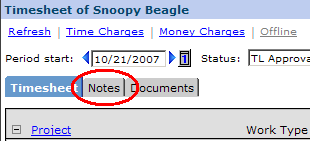 Timesheet of Snoopy Beagle
Refresh | Time Charges | Money Charges | Offline
Period start: 10/21/2007 1 Status: TL Approva
Timesheet Notes Documents
Project Work Type